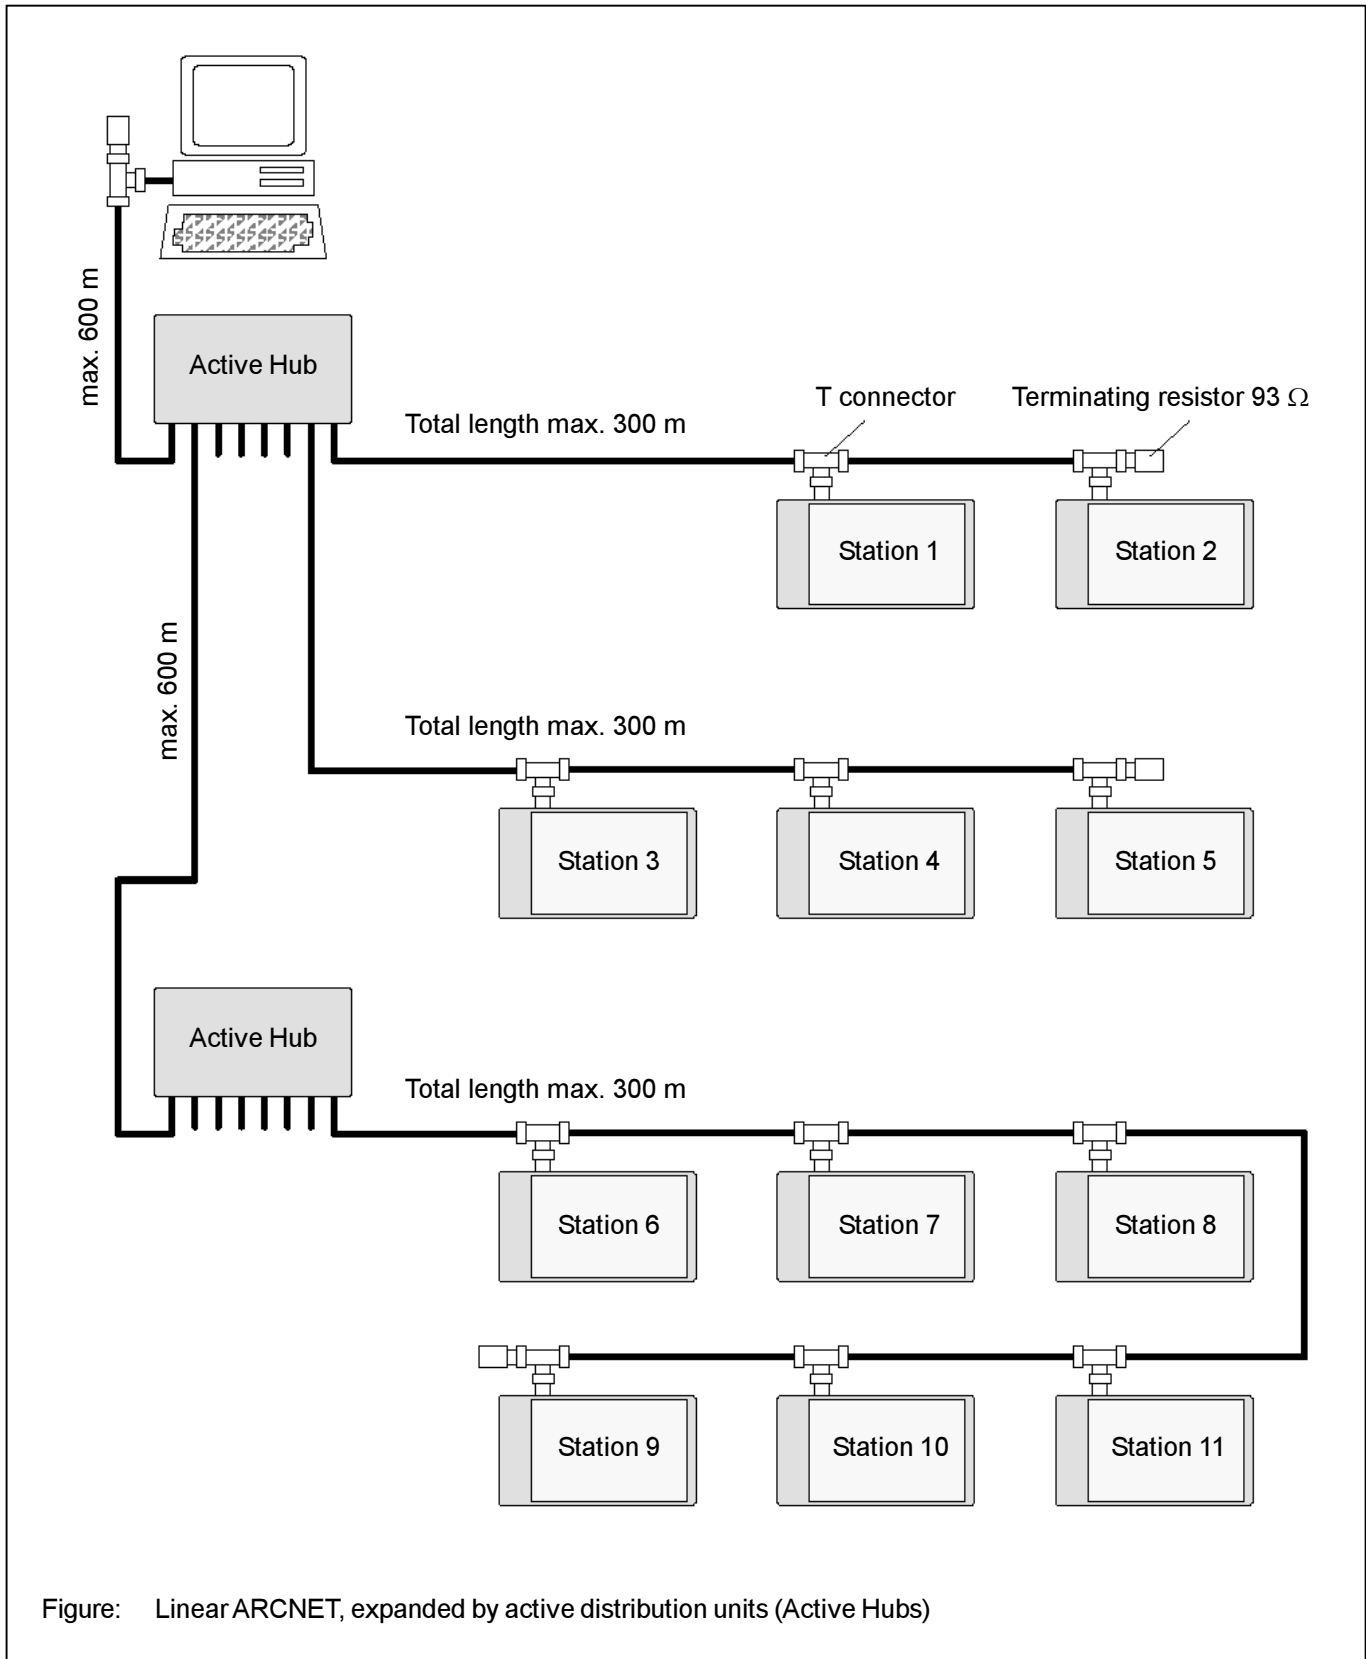 max. 600 m
Active Hub
T connector
Terminating resistor 93 Ω
Total length max. 300 m
Station 1
Station 2
max. 600 m
Total length max. 300 m
Station 3
Station 4
Station 5
Active Hub
Total length max. 300 m
Station 6
Station 7
Station 8
Station 9
Station 10
Station 11
Figure: Linear ARCNET, expanded by active distribution units (Active Hubs)